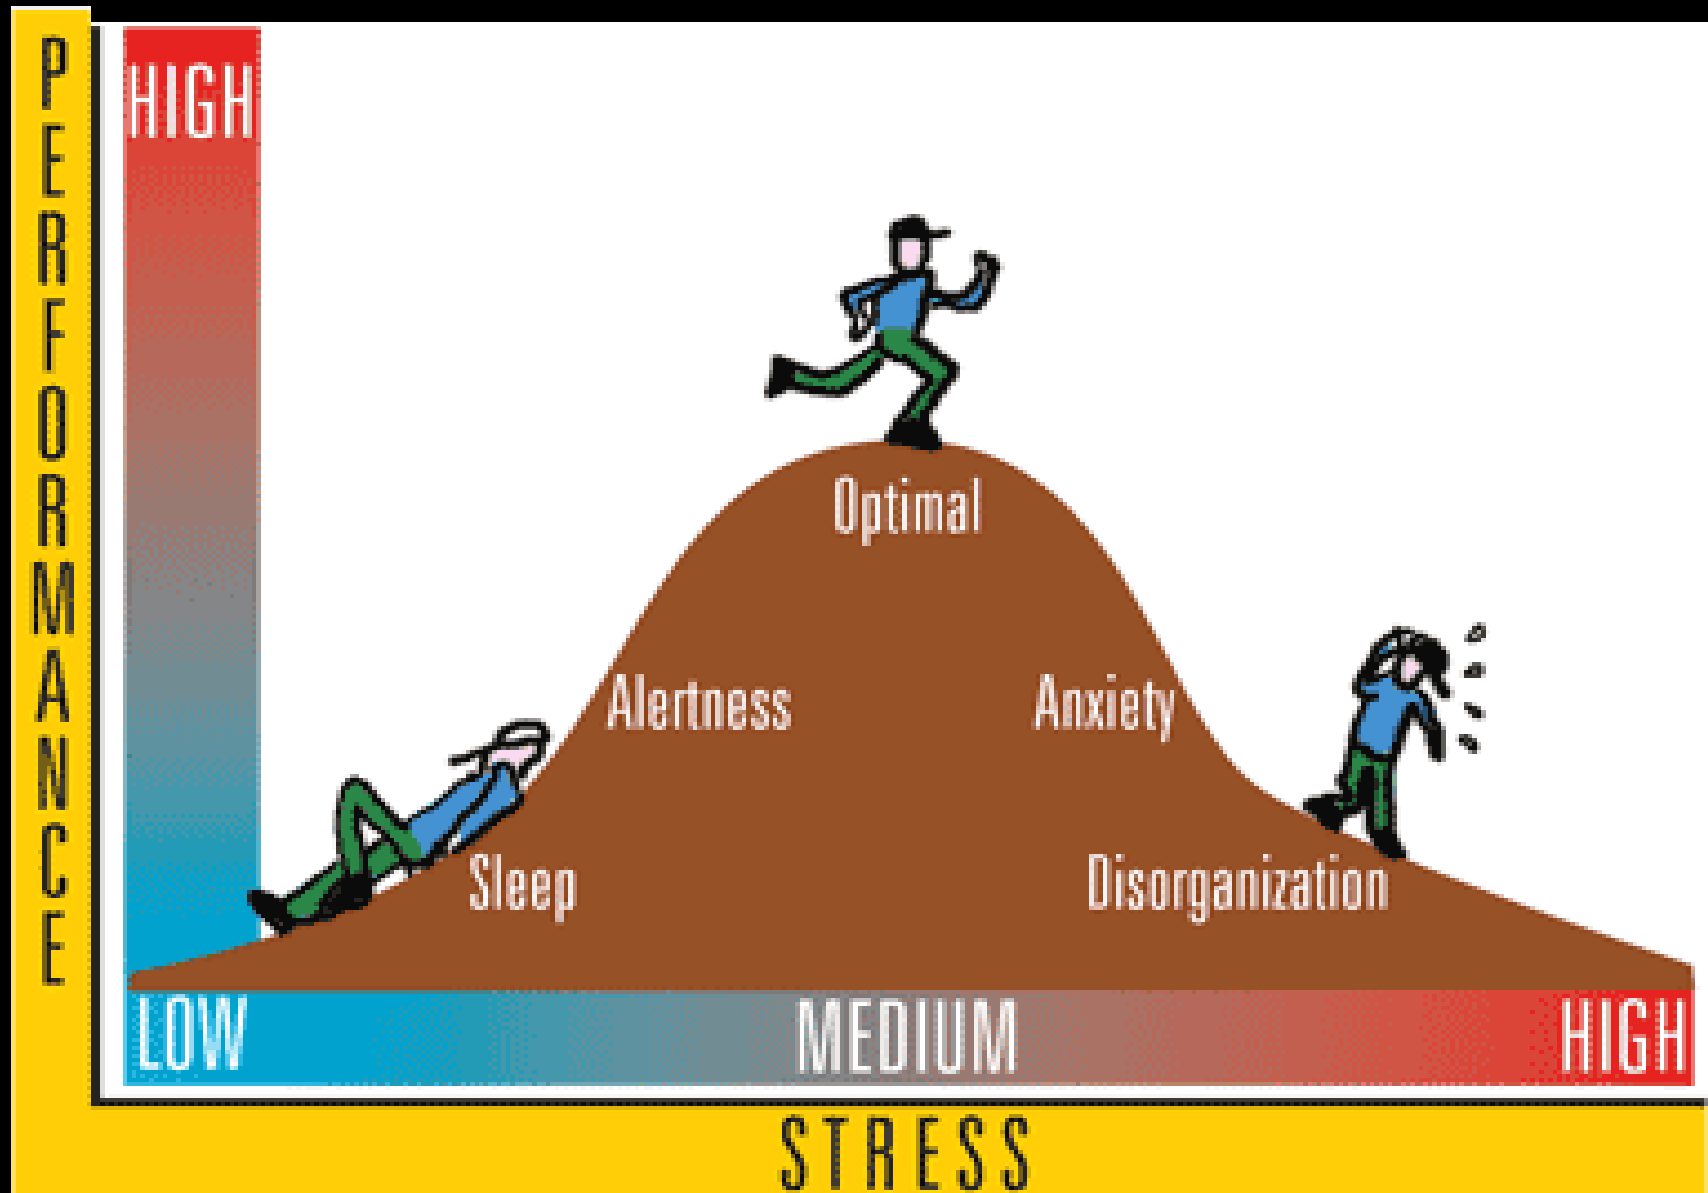 PERFORMANCE
HIGH
Optimal
Alertness
Anxiety
Sleep
Disorganization
LOW
MEDIUM
HIGH
STRESS